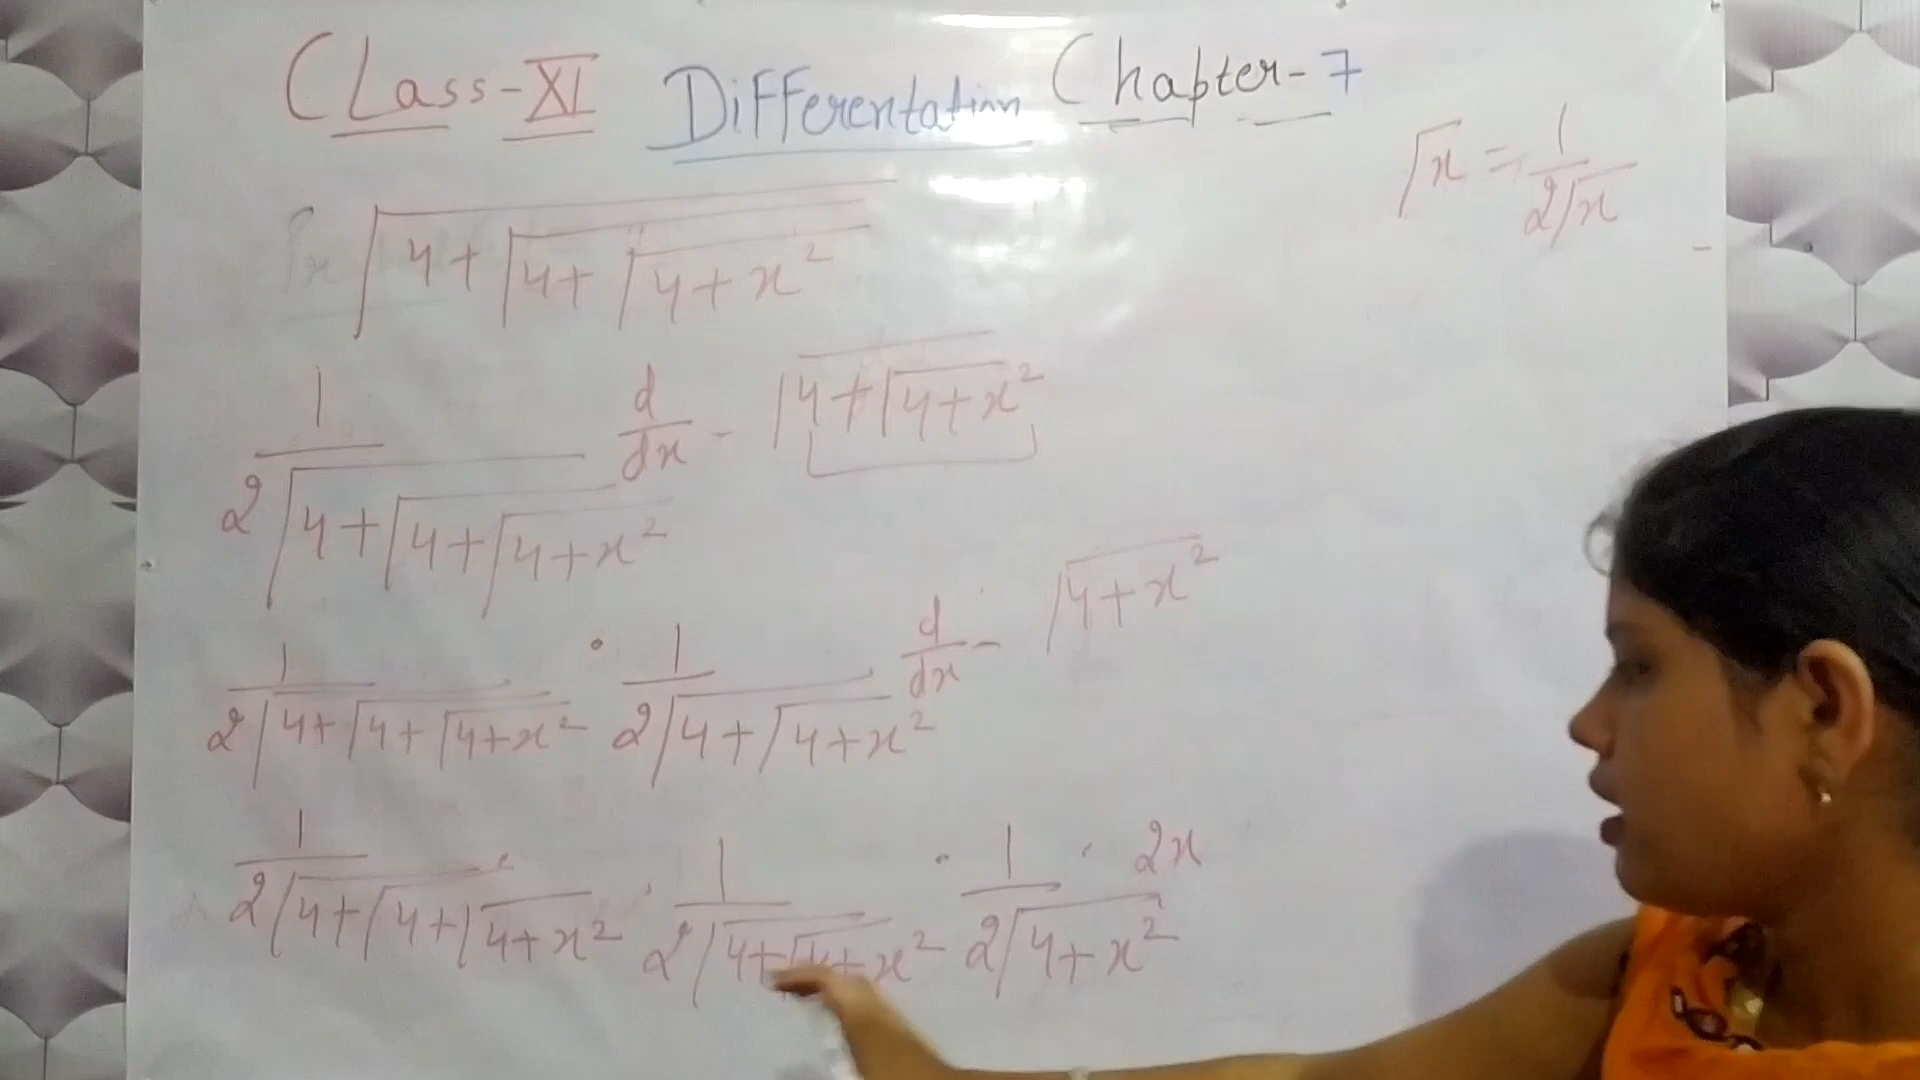 CLass-XI Differentation Chapter-7
√x = 1/2√x
√4+√4+√4+x²
1/2√4+√4+√4+x² d/dx - √4+√4+x²
1/2√4+√4+√4+x² · 1/2√4+√4+x² d/dx - √4+x²
1/2√4+√4+√4+x² · 1/2√4+√4+x² · 1/2√4+x² · 2x